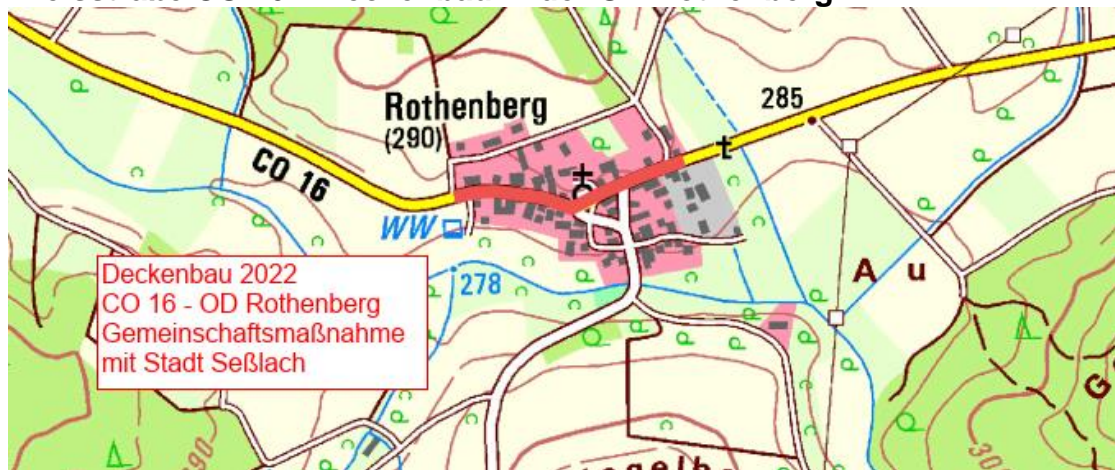 Rothenberg
(290)
285
CO 16
WW
278
A u
Deckenbau 2022
CO 16 - OD Rothenberg
Gemeinschaftsmaßnahme
mit Stadt Seßlach